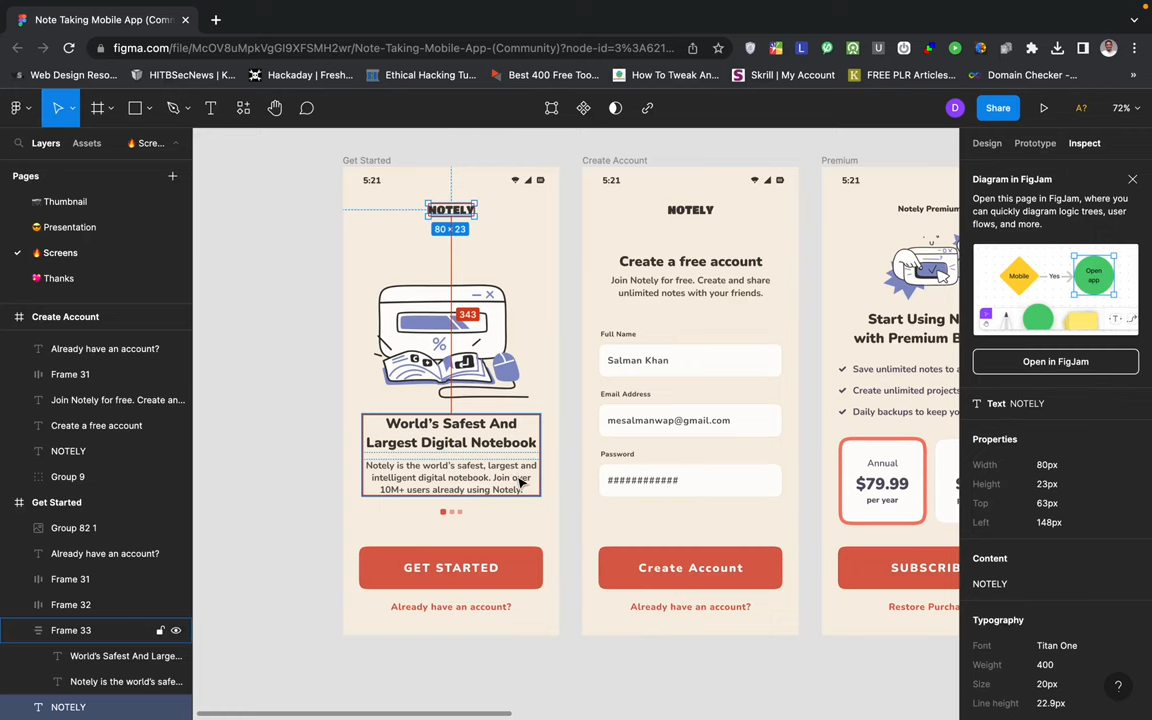 Note Taking Mobile App (Comm
figma.com/file/McOV8uMpkVgGI9XFSMH2wr/Note-Taking-Mobile-App-(Community)?node-id=3%3A621...
Web Design Reso...
HITBSecNews | K...
Hackaday | Fresh...
Ethical Hacking Tu...
Best 400 Free Too...
How To Tweak An...
Skrill | My Account
FREE PLR Articles...
Domain Checker -...
»
D
Share
A?
72%
Layers
Assets
🔥 Scre...
Pages
Thumbnail
😎 Presentation
🔥 Screens
💖 Thanks
Create Account
Already have an account?
Frame 31
Join Notely for free. Create an...
Create a free account
NOTELY
Group 9
Get Started
Group 82 1
Already have an account?
Frame 31
Frame 32
Frame 33
World's Safest And Large...
Notely is the world's safe...
NOTELY
Get Started
5:21
NOTELY
80 × 23
343
%
World's Safest And
Largest Digital Notebook
Notely is the world's safest, largest and
intelligent digital notebook. Join over
10M+ users already using Notely.
GET STARTED
Already have an account?
Create Account
5:21
NOTELY
Create a free account
Join Notely for free. Create and share
unlimited notes with your friends.
Full Name
Salman Khan
Email Address
mesalmanwap@gmail.com
Password
############
Create Account
Already have an account?
Premium
5:21
Notely Premium
Start Using N
with Premium B
Save unlimited notes to a
Create unlimited projects
Daily backups to keep yo
Annual
$79.99
per year
SUBSCRIB
Restore Purcha
Design
Prototype
Inspect
Diagram in FigJam
Open this page in FigJam, where you
can quickly diagram logic trees, user
flows, and more.
Mobile
Yes
Open
app
T
Open in FigJam
Text NOTELY
Properties
Width 80px
Height 23px
Top 63px
Left 148px
Content
NOTELY
Typography
Font Titan One
Weight 400
Size 20px
Line height 22.9px
?